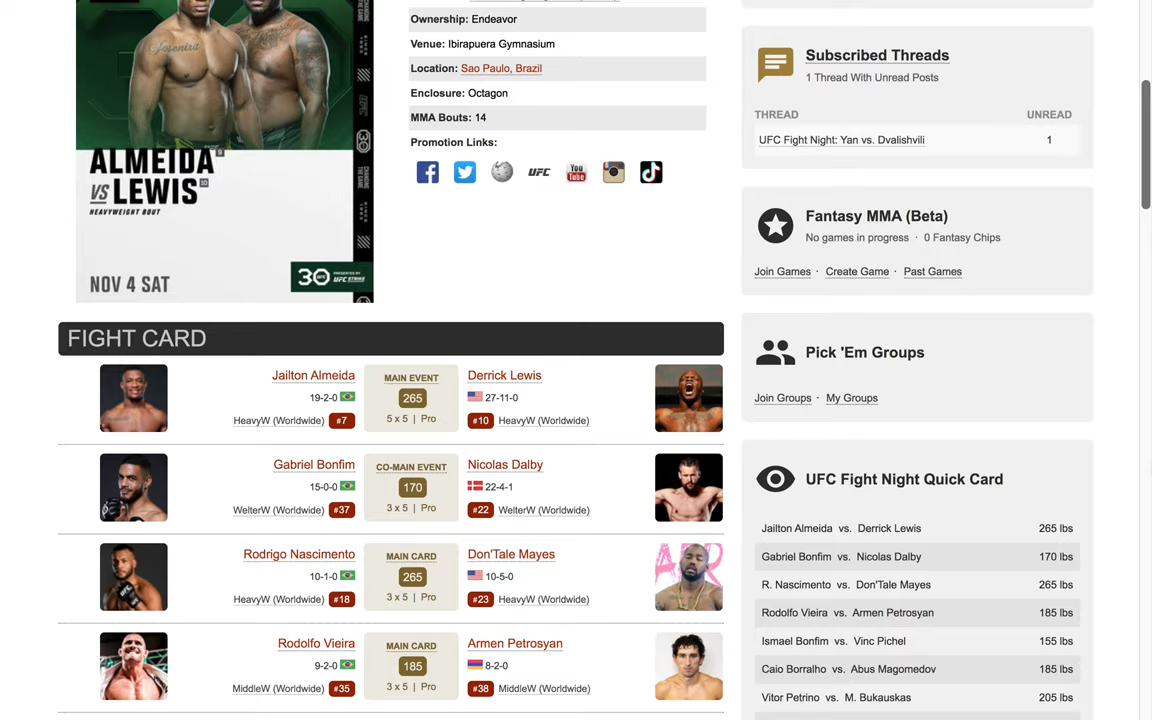 ALMEIDA
VS LEWIS
HEAVYWEIGHT BOUT
NOV 4 SAT
30
PRESENTED BY
UFC STRIKE
Ownership: Endeavor
Venue: Ibirapuera Gymnasium
Location: Sao Paulo, Brazil
Enclosure: Octagon
MMA Bouts: 14
Promotion Links:
UFC
You
Tube
FIGHT CARD
Jailton Almeida
19-2-0
HeavyW (Worldwide) #7
MAIN EVENT
265
5 x 5 | Pro
Derrick Lewis
27-11-0
#10 HeavyW (Worldwide)
Gabriel Bonfim
15-0-0
WelterW (Worldwide) #37
CO-MAIN EVENT
170
3 x 5 | Pro
Nicolas Dalby
22-4-1
#22 WelterW (Worldwide)
Rodrigo Nascimento
10-1-0
HeavyW (Worldwide) #18
MAIN CARD
265
3 x 5 | Pro
Don'Tale Mayes
10-5-0
#23 HeavyW (Worldwide)
Rodolfo Vieira
9-2-0
MiddleW (Worldwide) #35
MAIN CARD
185
3 x 5 | Pro
Armen Petrosyan
8-2-0
#38 MiddleW (Worldwide)
Subscribed Threads
1 Thread With Unread Posts
THREAD UNREAD
UFC Fight Night: Yan vs. Dvalishvili 1
Fantasy MMA (Beta)
No games in progress · 0 Fantasy Chips
Join Games · Create Game · Past Games
Pick 'Em Groups
Join Groups · My Groups
UFC Fight Night Quick Card
Jailton Almeida vs. Derrick Lewis 265 lbs
Gabriel Bonfim vs. Nicolas Dalby 170 lbs
R. Nascimento vs. Don'Tale Mayes 265 lbs
Rodolfo Vieira vs. Armen Petrosyan 185 lbs
Ismael Bonfim vs. Vinc Pichel 155 lbs
Caio Borralho vs. Abus Magomedov 185 lbs
Vitor Petrino vs. M. Bukauskas 205 lbs